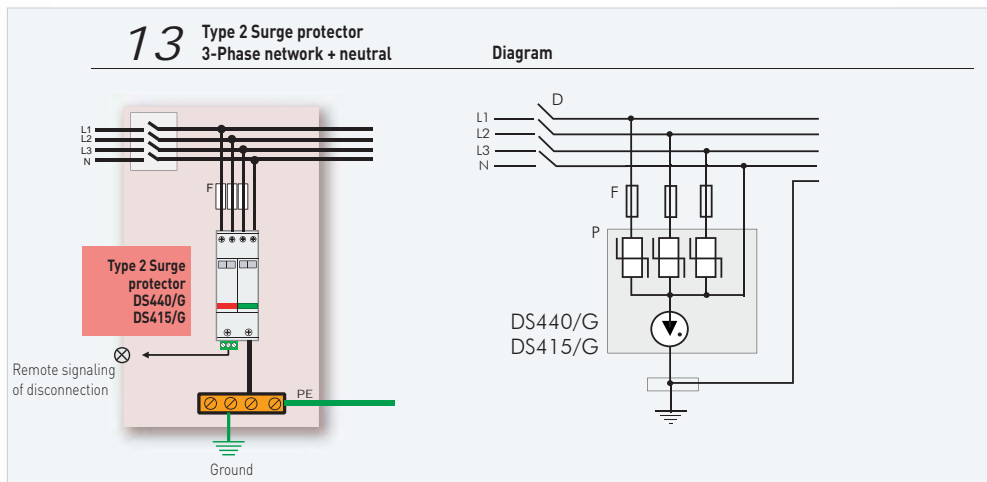 13
Type 2 Surge protector
3-Phase network + neutral
Diagram
L1
L2
L3
N
F
Type 2 Surge
protector
DS440/G
DS415/G
Remote signaling
of disconnection
PE
Ground
D
L1
L2
L3
N
F
P
DS440/G
DS415/G